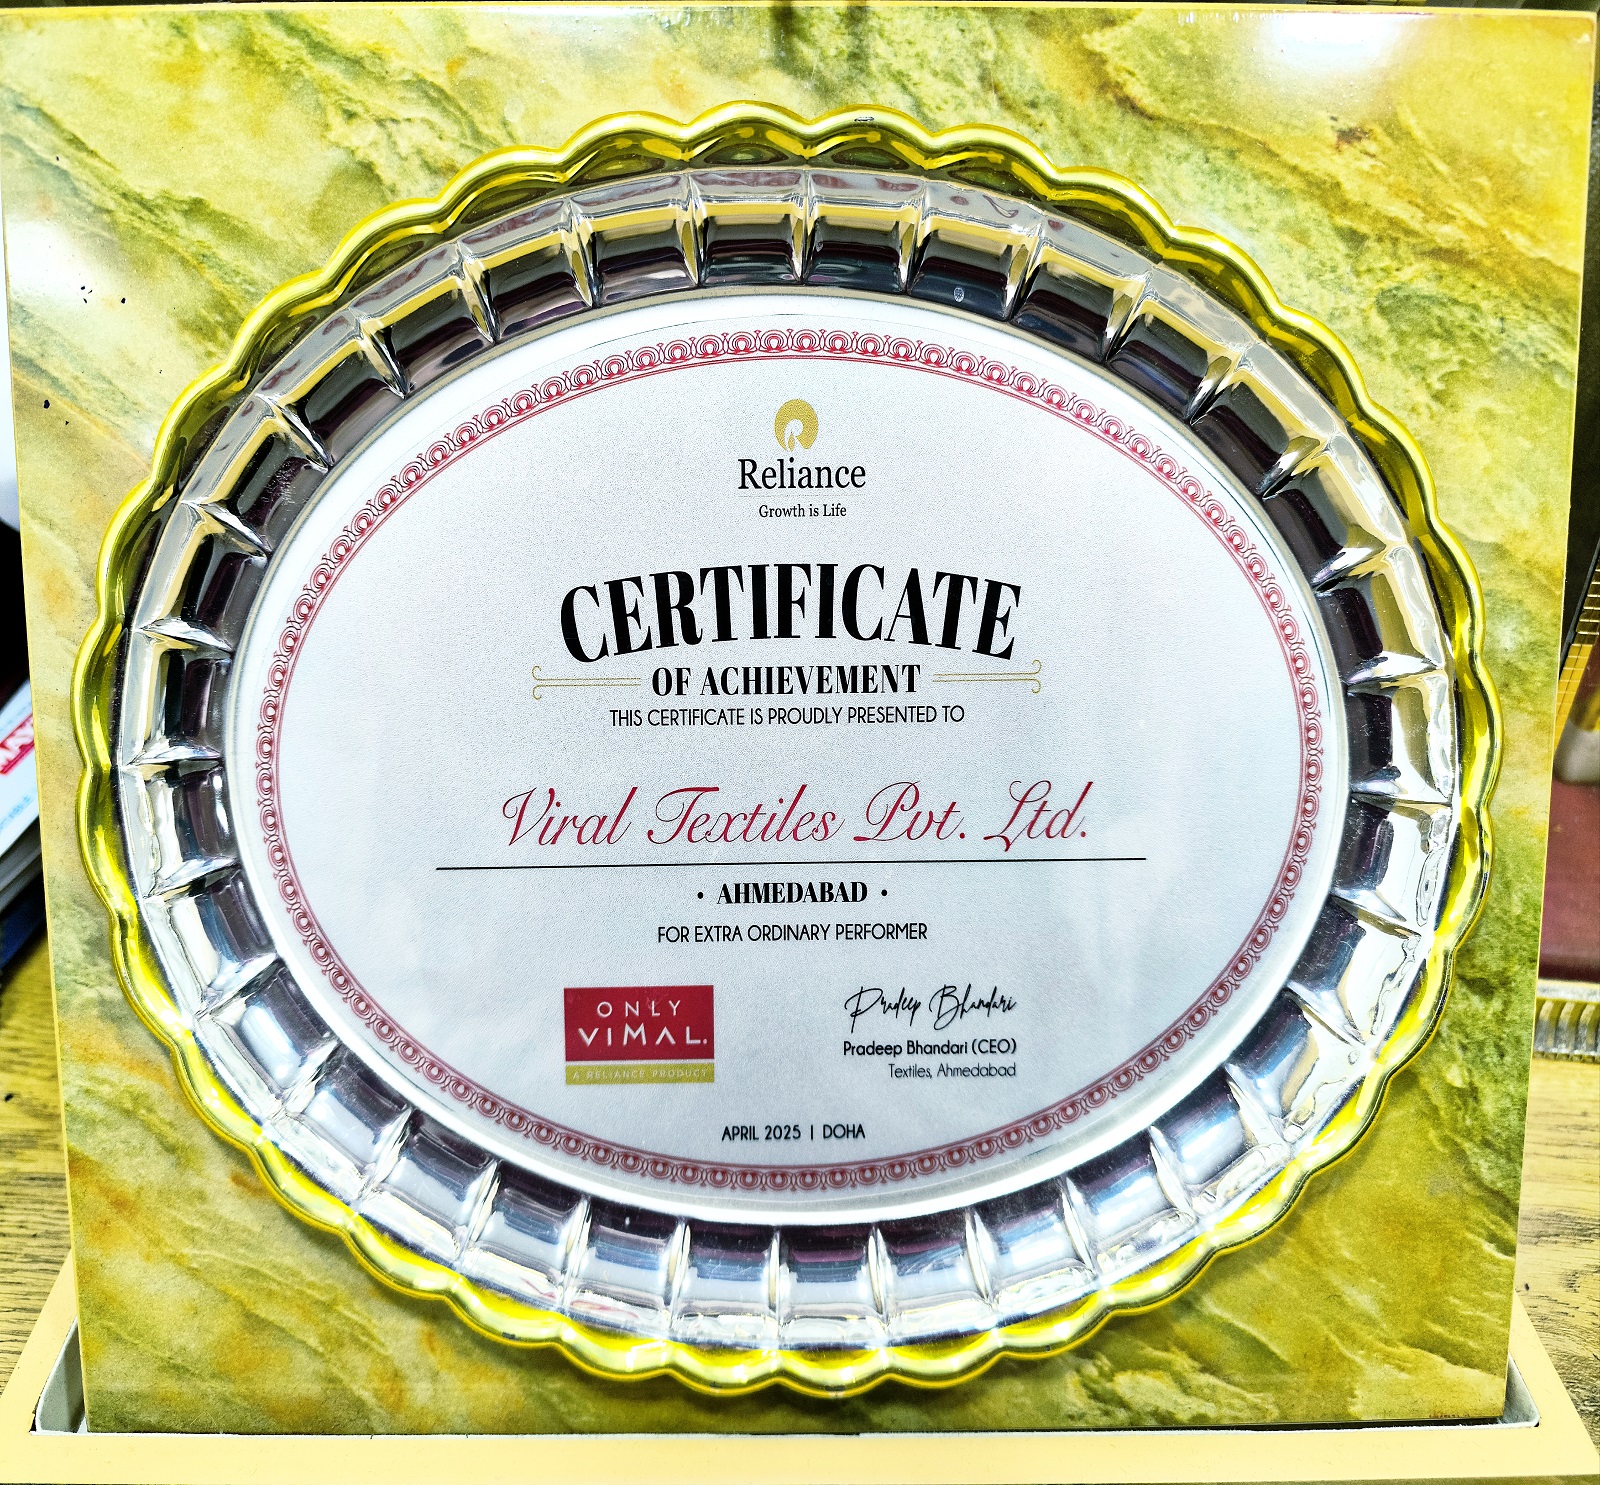 Reliance
Growth is Life
CERTIFICATE
OF ACHIEVEMENT
THIS CERTIFICATE IS PROUDLY PRESENTED TO
Viral Textiles Pvt. Ltd.
• AHMEDABAD •
FOR EXTRA ORDINARY PERFORMER
ONLY
VIMAL.
A RELIANCE PRODUCT
Pradeep Bhandari
Pradeep Bhandari (CEO)
Textiles, Ahmedabad
APRIL 2025 | DOHA